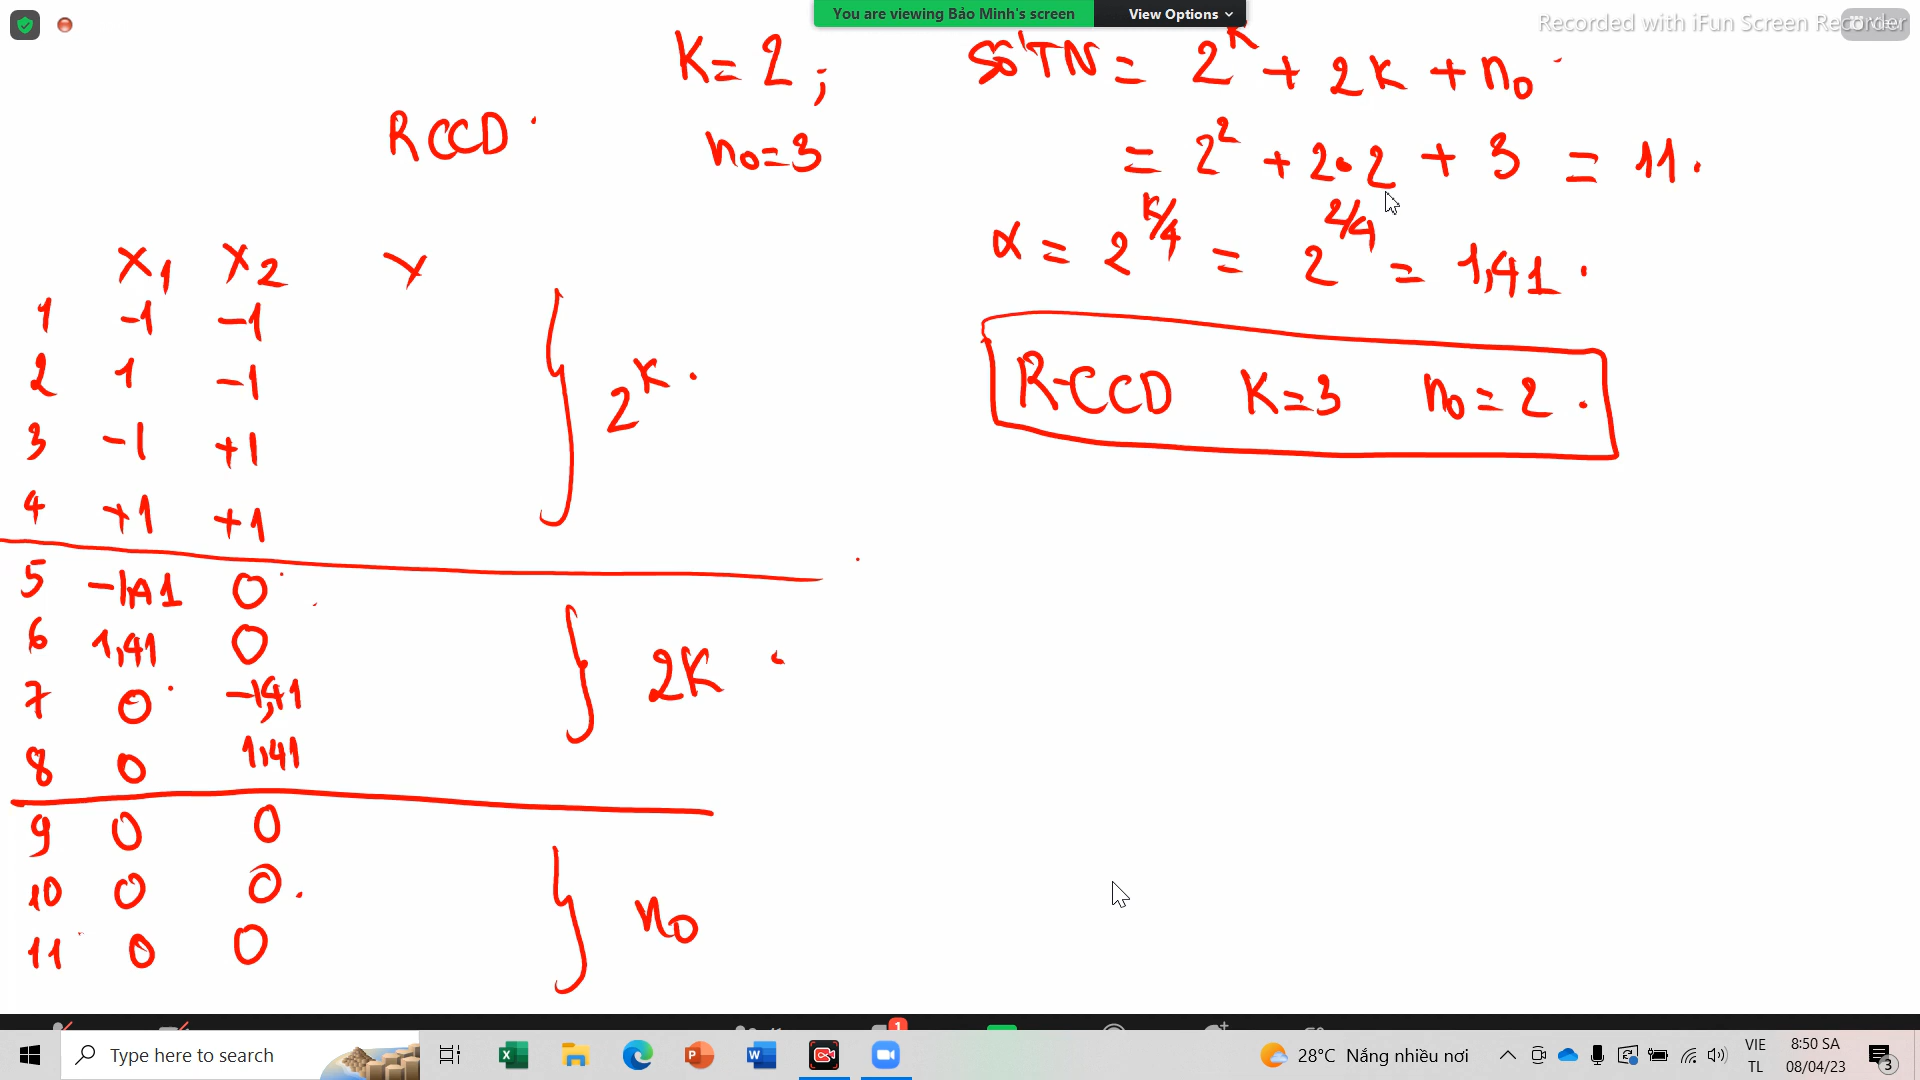 You are viewing Bảo Minh's screen
View Options
Recorded with iFun Screen Recorder
K=2;
n0=3
RCCD
Số TN = 2^K + 2K + n0
= 2^2 + 2.2 + 3 = 11.
α = 2^K/4 = 2^2/4 = 1,41.
R-CCD K=3 n0=2.
X1 X2 Y
1 -1 -1
2 1 -1
3 -1 +1
4 +1 +1
2^K.
5 -1,41 0
6 1,41 0
7 0 -1,41
8 0 1,41
2K
9 0 0
10 0 0
11 0 0
n0
1
Type here to search
28°C Nắng nhiều nơi
VIE
TL
8:50 SA
08/04/23
3